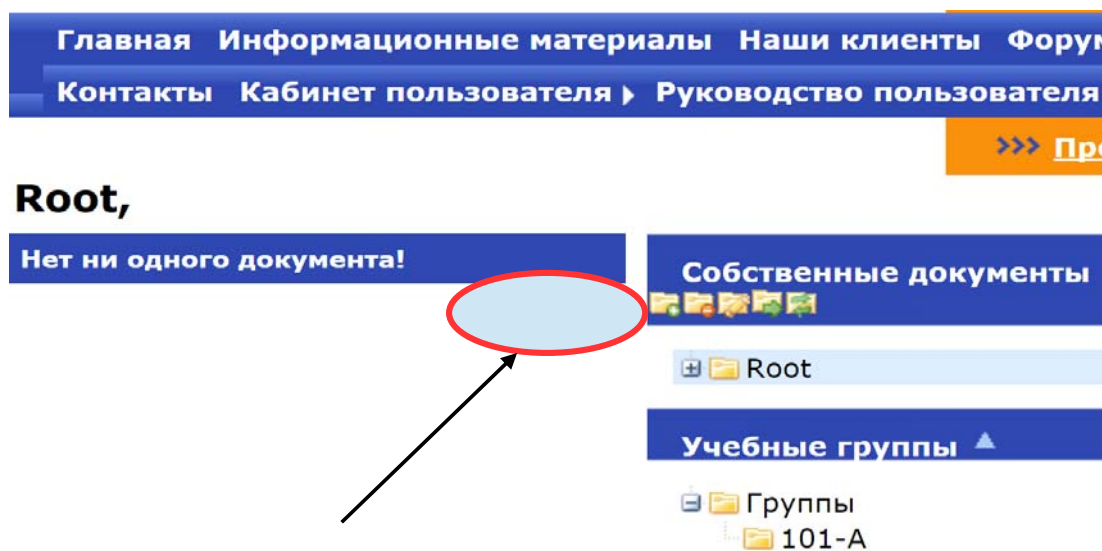 Главная Информационные материалы Наши клиенты Форум
Контакты Кабинет пользователя Руководство пользователя
>>> Про
Root,
Нет ни одного документа!
Собственные документы
Root
Учебные группы
Группы
101-А